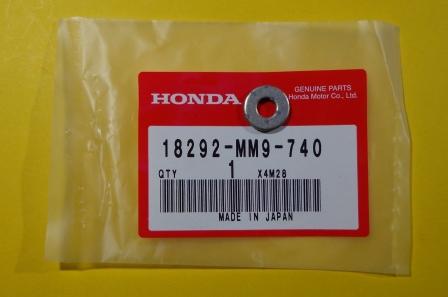 GENUINE PARTS
HONDA
Honda Motor Co., Ltd.
18292-MM9-740
QTY 1 X4M28
MADE IN JAPAN